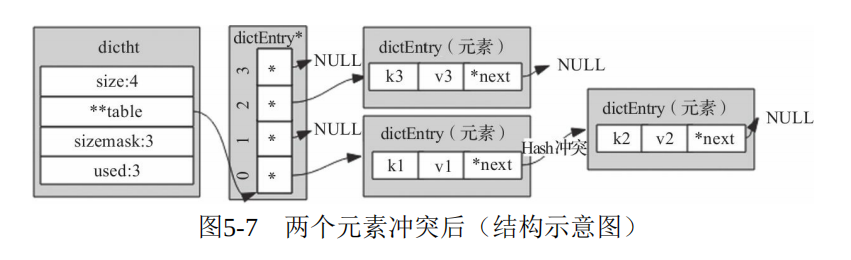 dictht
size:4
**table
sizemask:3
used:3
dictEntry*
3
*
NULL
2
*
1
*
NULL
0
*
dictEntry（元素）
k3 v3 *next
NULL
dictEntry（元素）
k1 v1 *next
Hash冲突
dictEntry（元素）
k2 v2 *next
NULL
图5-7 两个元素冲突后（结构示意图）